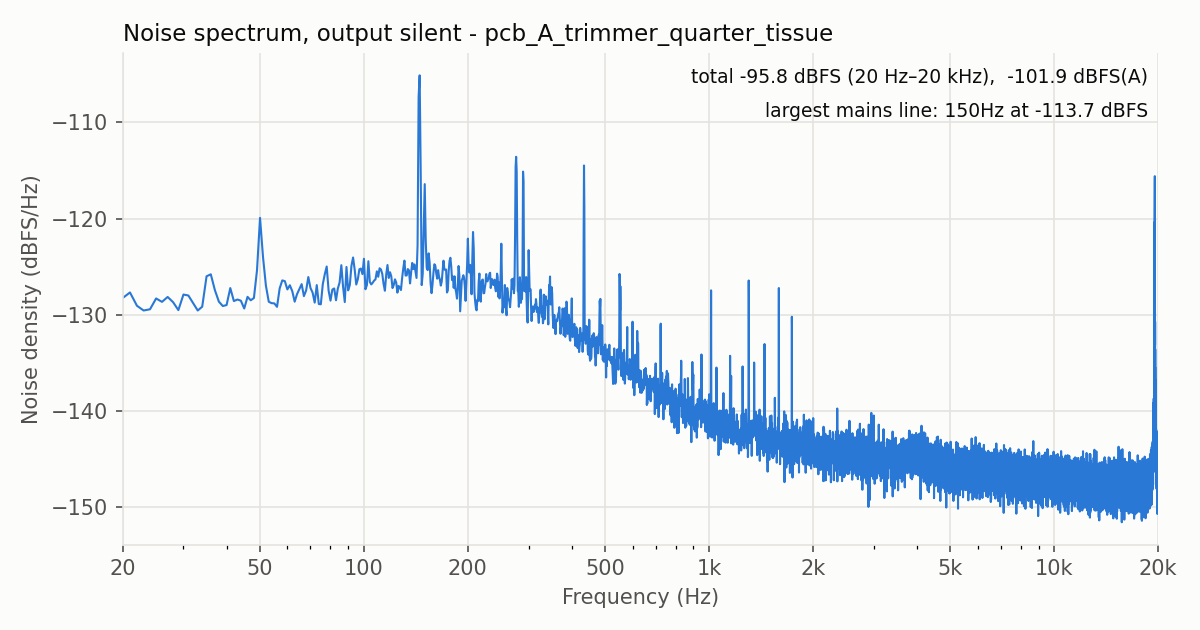 Noise spectrum, output silent - pcb_A_trimmer_quarter_tissue
total -95.8 dBFS (20 Hz–20 kHz),  -101.9 dBFS(A)
largest mains line: 150Hz at -113.7 dBFS
Noise density (dBFS/Hz)
−110
−120
−130
−140
−150
20 50 100 200 500 1k 2k 5k 10k 20k
Frequency (Hz)